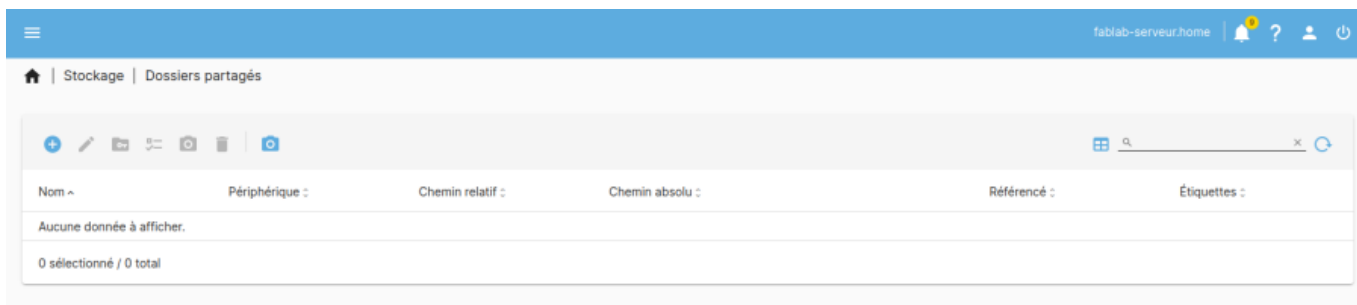 fablab-serveur.home | 9 ?
| Stockage | Dossiers partagés
Nom Périphérique Chemin relatif Chemin absolu Référencé Étiquettes
Aucune donnée à afficher.
0 sélectionné / 0 total